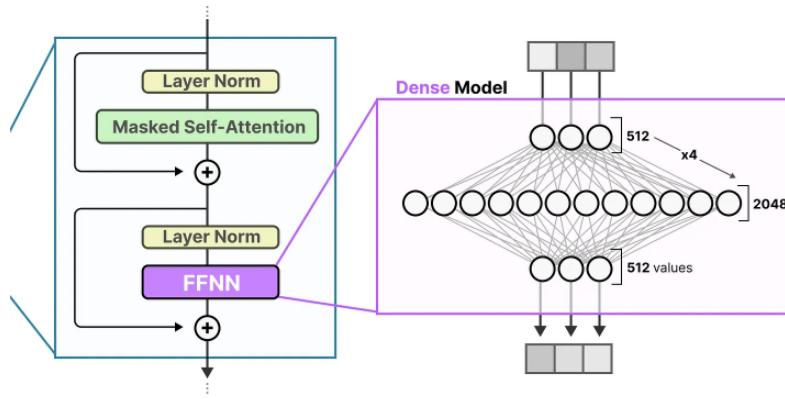 Layer Norm
Masked Self-Attention
+
Layer Norm
FFNN
+
Dense Model
512
x4
2048
512 values